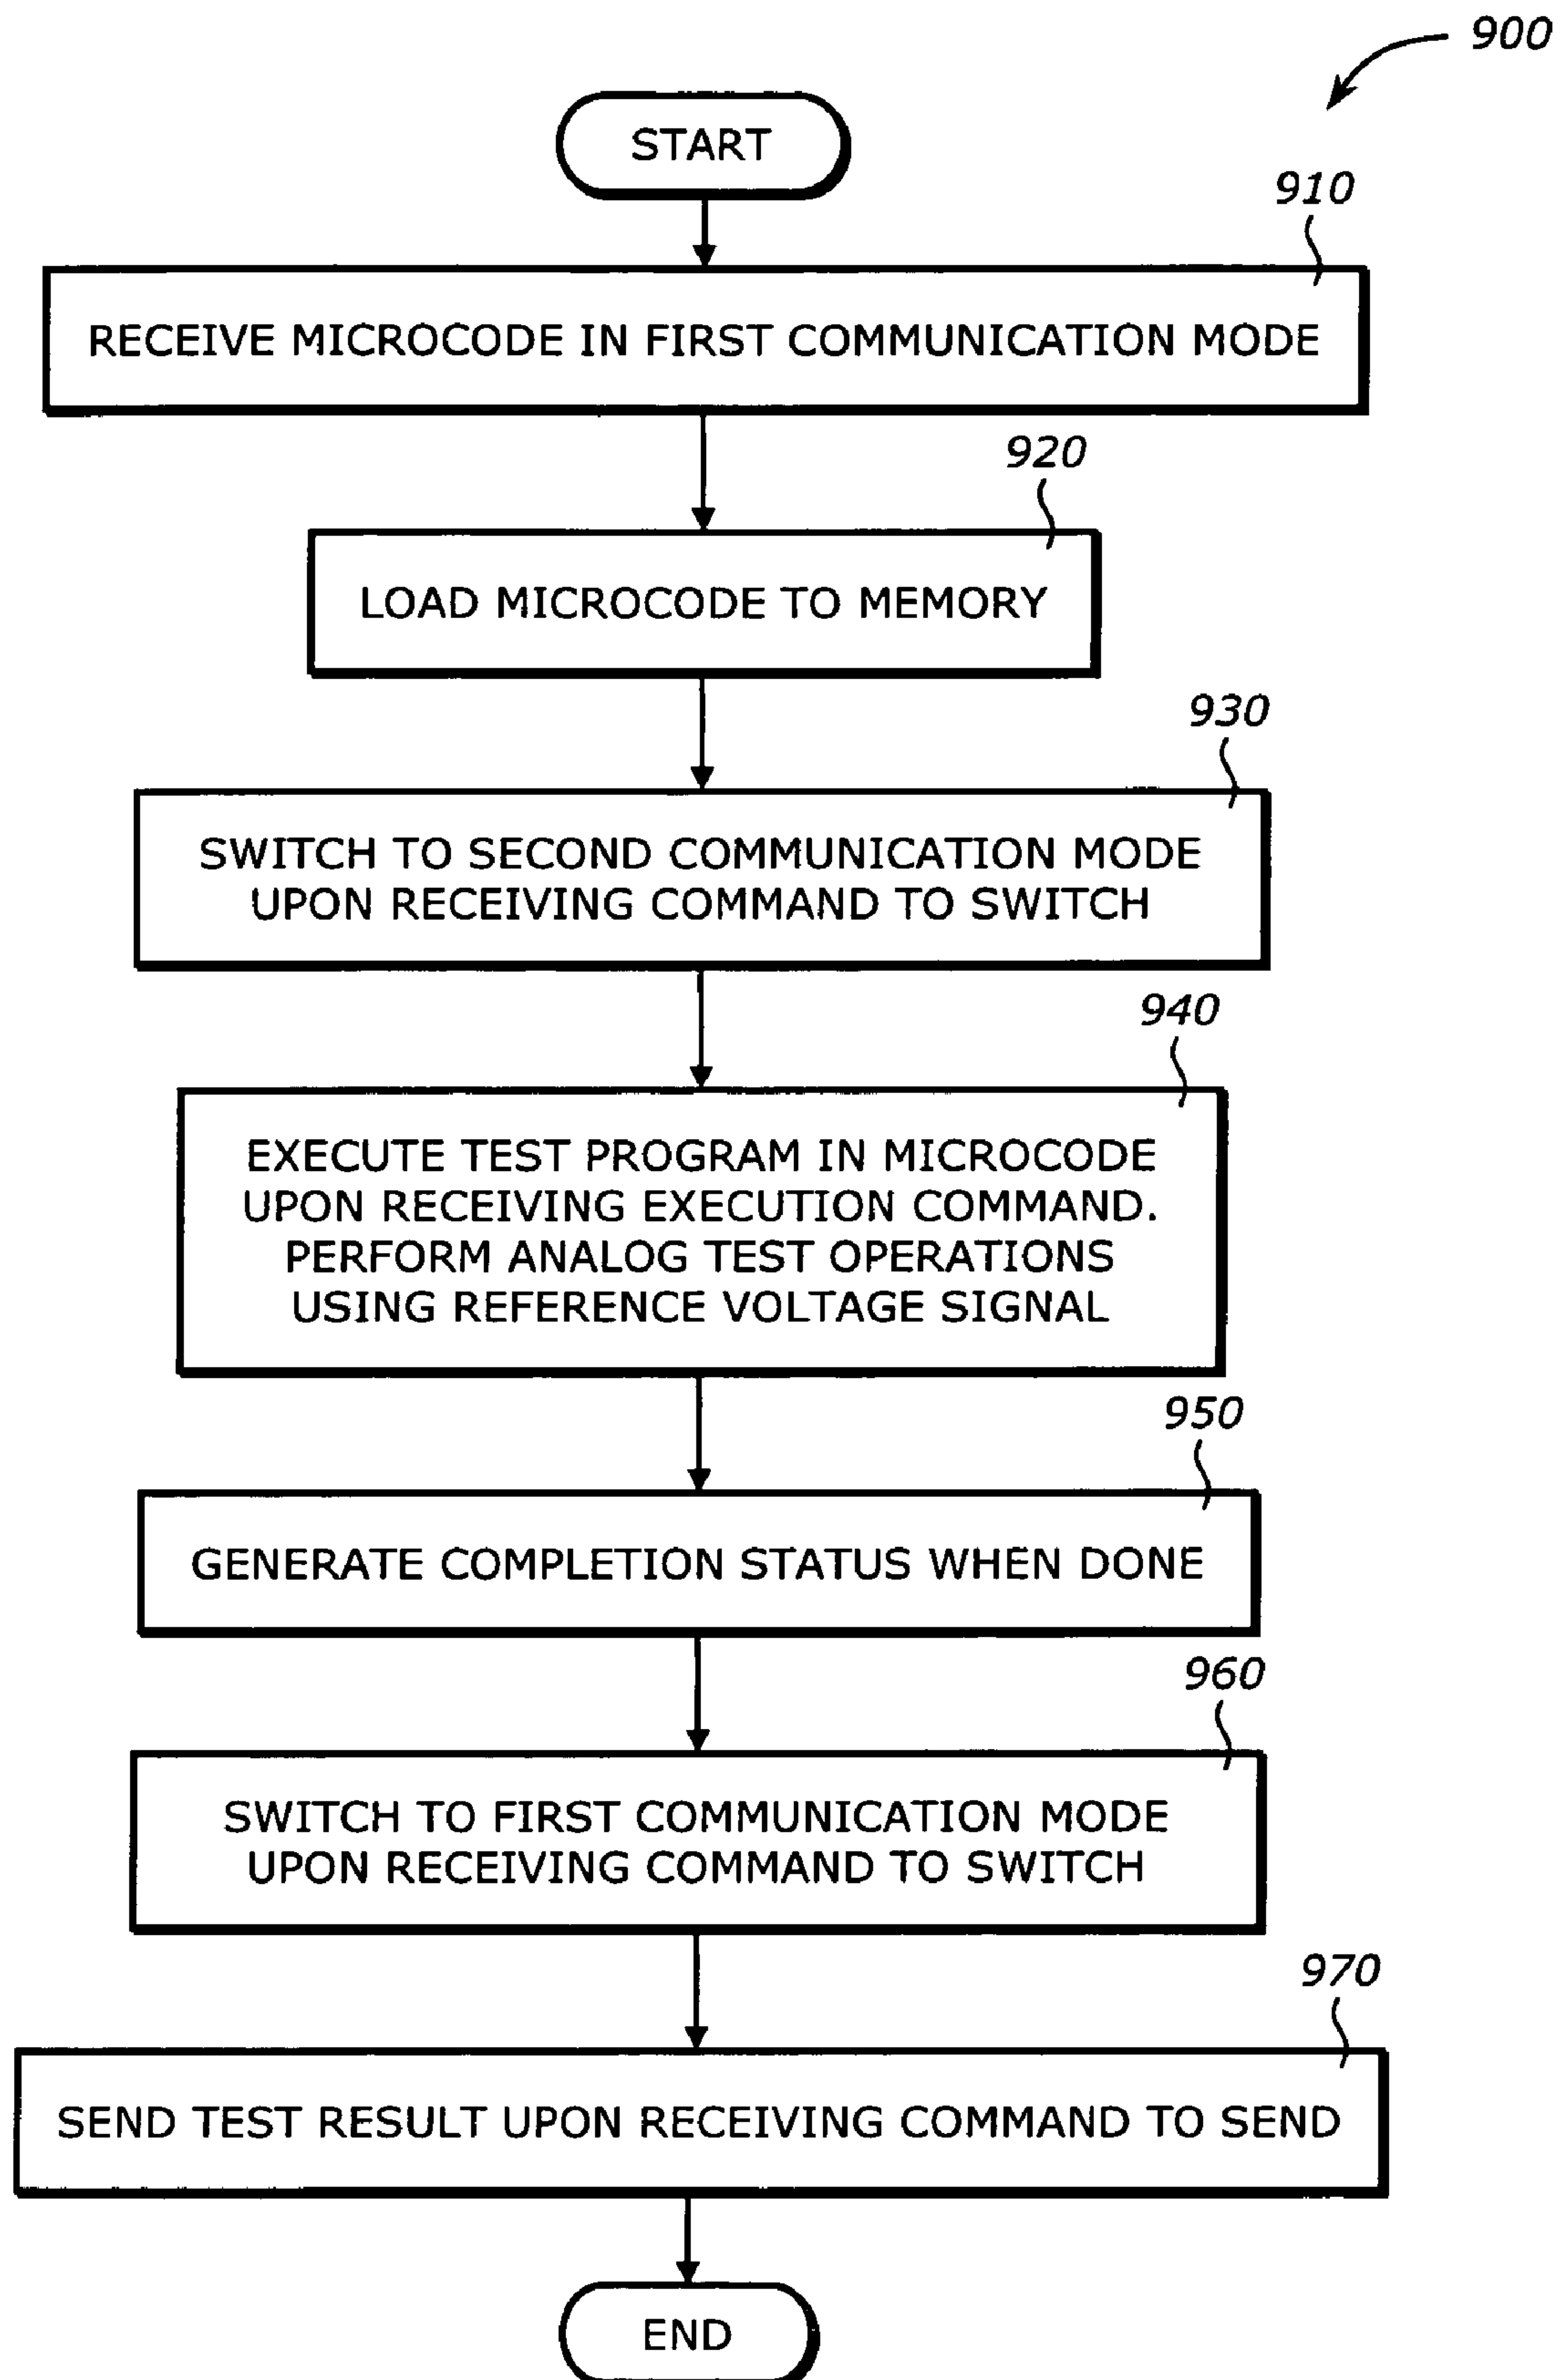 900
START
910
RECEIVE MICROCODE IN FIRST COMMUNICATION MODE
920
LOAD MICROCODE TO MEMORY
930
SWITCH TO SECOND COMMUNICATION MODE
UPON RECEIVING COMMAND TO SWITCH
940
EXECUTE TEST PROGRAM IN MICROCODE
UPON RECEIVING EXECUTION COMMAND.
PERFORM ANALOG TEST OPERATIONS
USING REFERENCE VOLTAGE SIGNAL
950
GENERATE COMPLETION STATUS WHEN DONE
960
SWITCH TO FIRST COMMUNICATION MODE
UPON RECEIVING COMMAND TO SWITCH
970
SEND TEST RESULT UPON RECEIVING COMMAND TO SEND
END